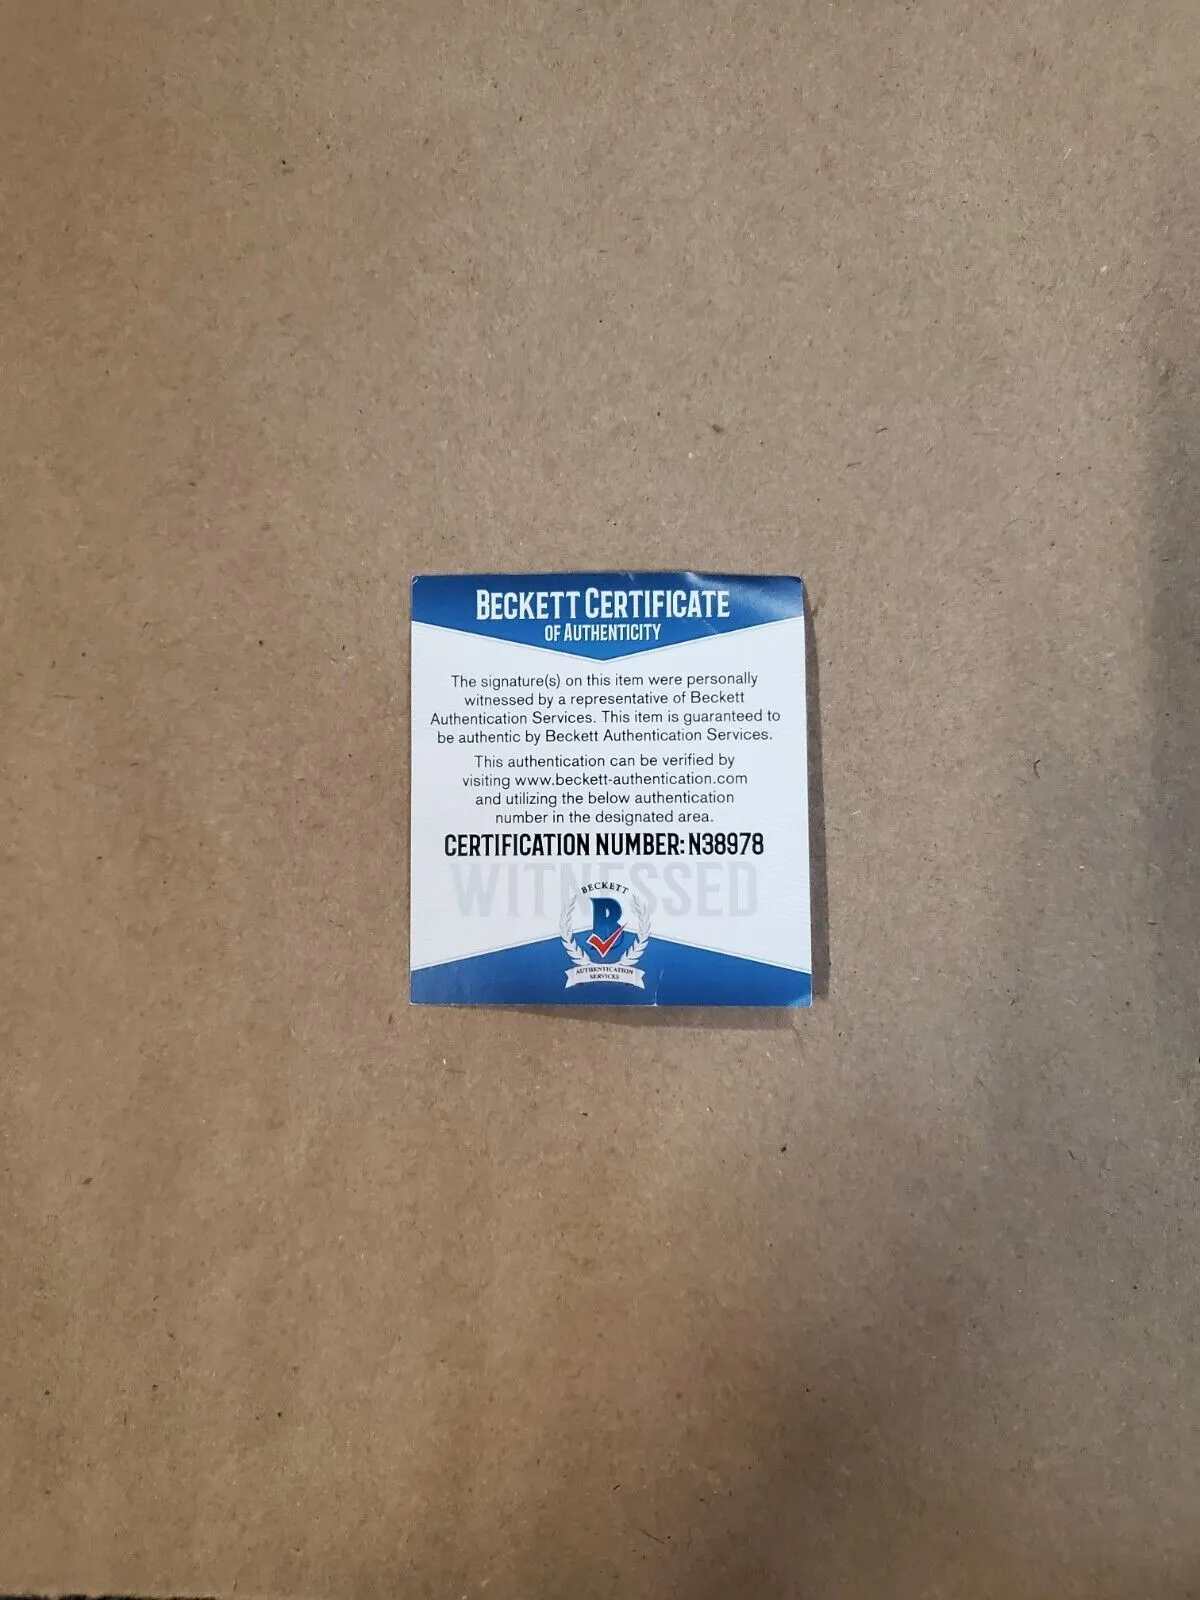 BECKETT CERTIFICATE
OF AUTHENTICITY
The signature(s) on this item were personally
witnessed by a representative of Beckett
Authentication Services. This item is guaranteed to
be authentic by Beckett Authentication Services.
This authentication can be verified by
visiting www.beckett-authentication.com
and utilizing the below authentication
number in the designated area.
CERTIFICATION NUMBER: N38978
WITNESSED
BECKETT
B
AUTHENTICATION
SERVICES